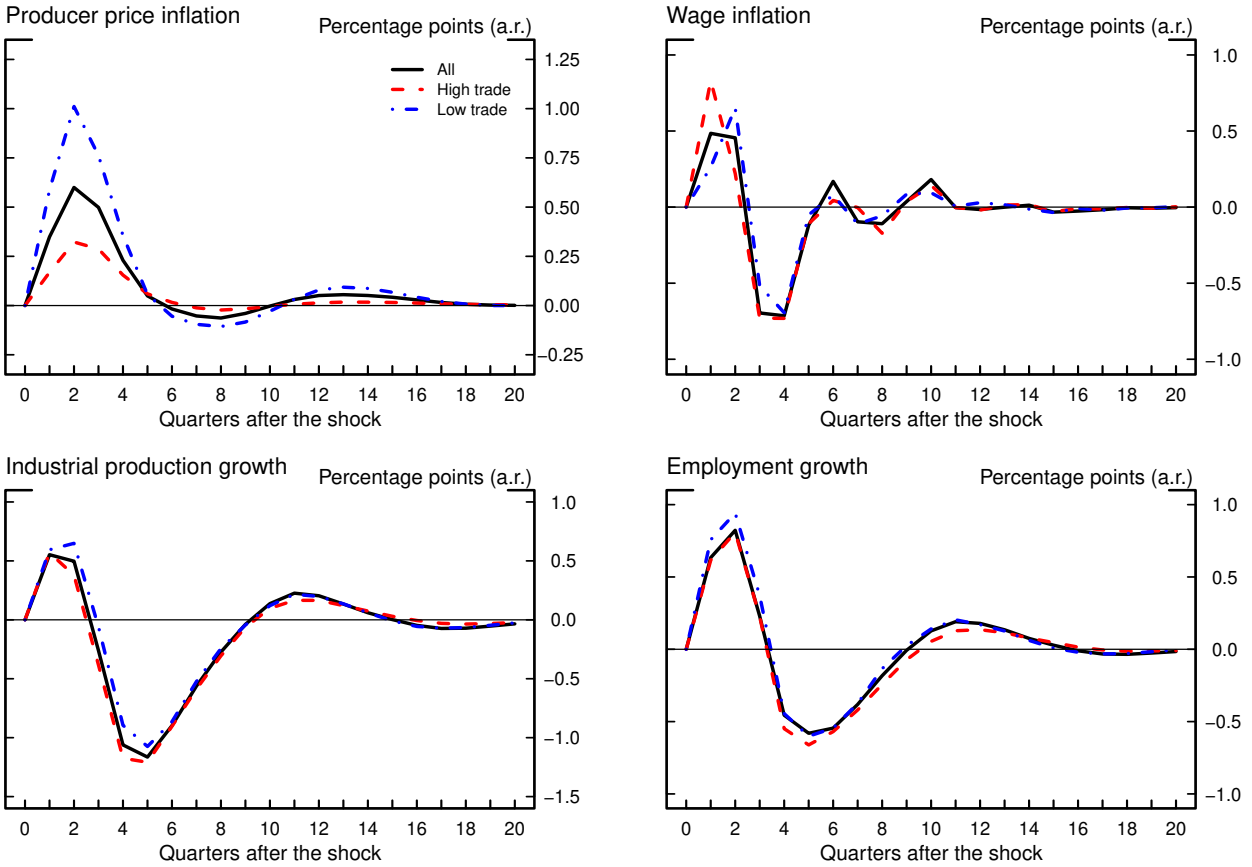 Producer price inflation
Percentage points (a.r.)
1.25
1.00
0.75
0.50
0.25
0.00
−0.25
All
High trade
Low trade
0 2 4 6 8 10 12 14 16 18 20
Quarters after the shock
Wage inflation
Percentage points (a.r.)
1.0
0.5
0.0
−0.5
−1.0
0 2 4 6 8 10 12 14 16 18 20
Quarters after the shock
Industrial production growth
Percentage points (a.r.)
1.0
0.5
0.0
−0.5
−1.0
−1.5
0 2 4 6 8 10 12 14 16 18 20
Quarters after the shock
Employment growth
Percentage points (a.r.)
1.0
0.5
0.0
−0.5
−1.0
0 2 4 6 8 10 12 14 16 18 20
Quarters after the shock